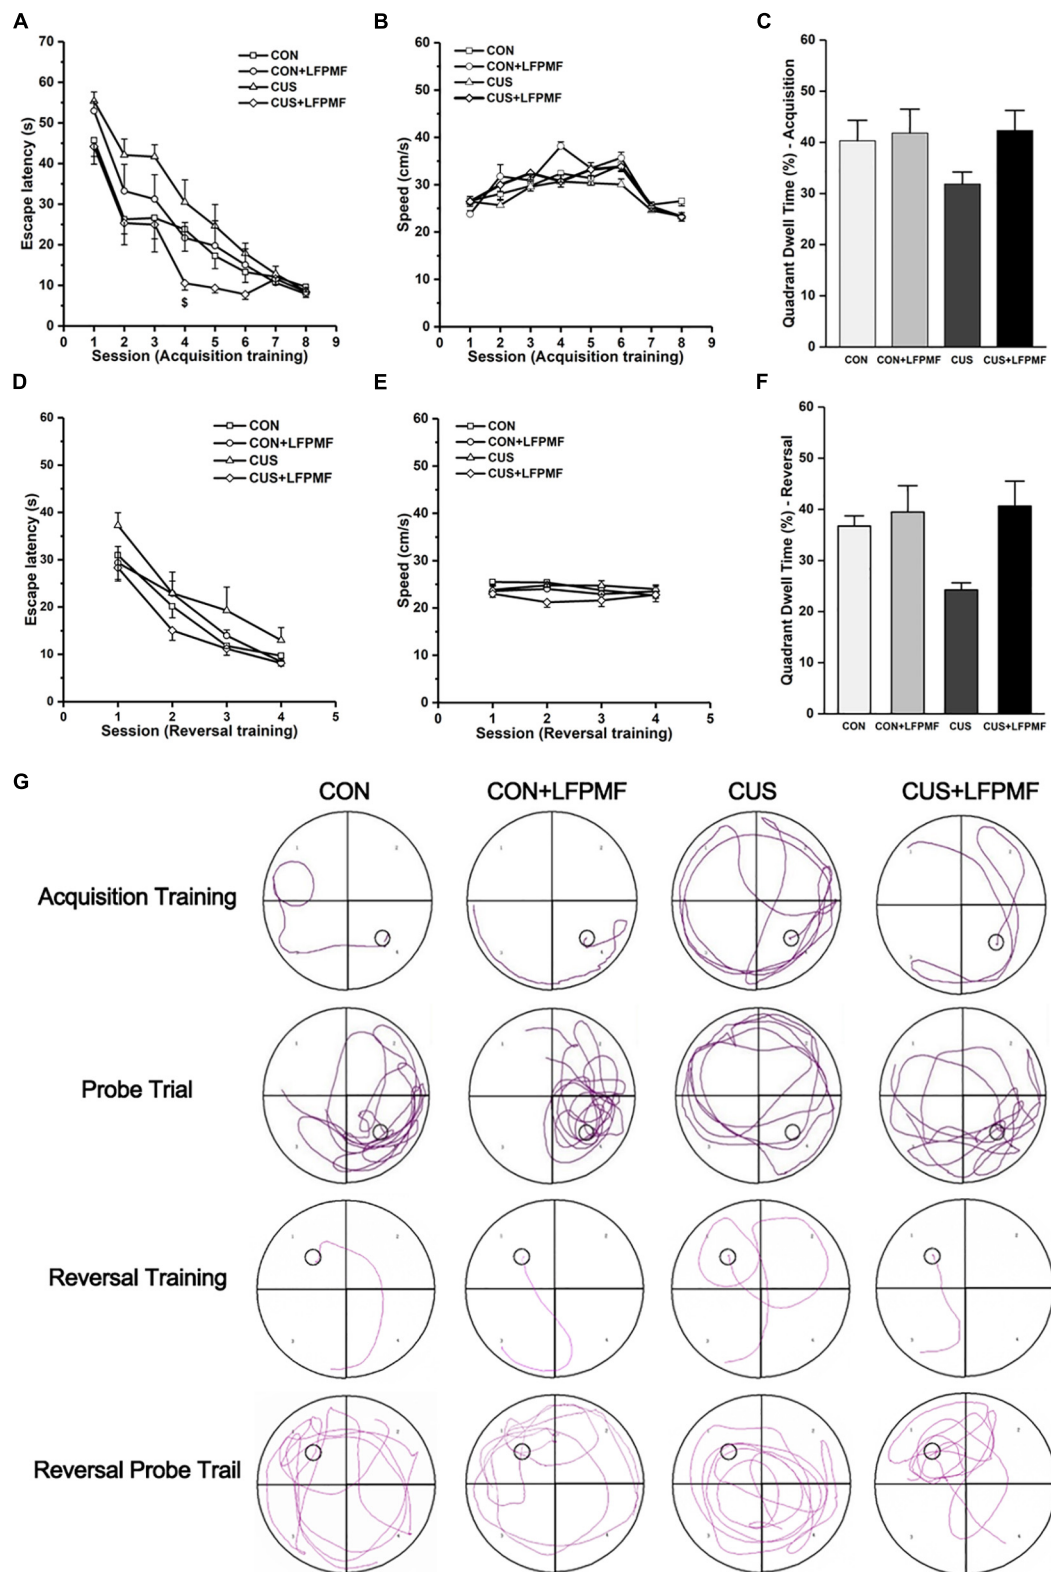 A
70
60
50
40
30
20
10
0
Escape latency (s)
0 1 2 3 4 5 6 7 8 9
Session (Acquisition training)
CON
CON+LFPMF
CUS
CUS+LFPMF
$
B
60
50
40
30
20
10
0
Speed (cm/s)
0 1 2 3 4 5 6 7 8 9
Session (Acquisition training)
CON
CON+LFPMF
CUS
CUS+LFPMF
C
60
50
40
30
20
10
0
Quadrant Dwell Time (%) - Acquisition
CON CON+LFPMF CUS CUS+LFPMF
D
60
50
40
30
20
10
0
Escape latency (s)
0 1 2 3 4 5
Session (Reversal training)
CON
CON+LFPMF
CUS
CUS+LFPMF
E
60
50
40
30
20
10
0
Speed (cm/s)
0 1 2 3 4 5
Session (Reversal training)
CON
CON+LFPMF
CUS
CUS+LFPMF
F
60
50
40
30
20
10
0
Quadrant Dwell Time (%) - Reversal
CON CON+LFPMF CUS CUS+LFPMF
G
CON CON+LFPMF CUS CUS+LFPMF
Acquisition Training
Probe Trial
Reversal Training
Reversal Probe Trail